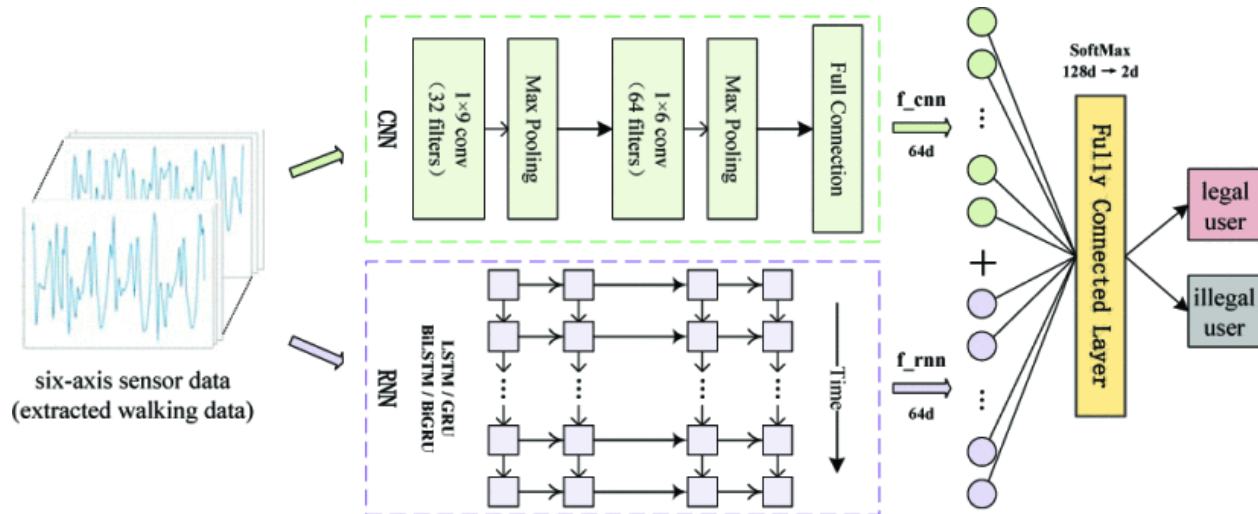 six-axis sensor data
(extracted walking data)
CNN
1×9 conv
(32 filters)
Max Pooling
1×6 conv
(64 filters)
Max Pooling
Full Connection
RNN
LSTM / GRU
BiLSTM / BiGRU
...
...
...
...
Time
f_cnn
64d
f_rnn
64d
...
+
...
SoftMax
128d → 2d
Fully Connected Layer
legal
user
illegal
user